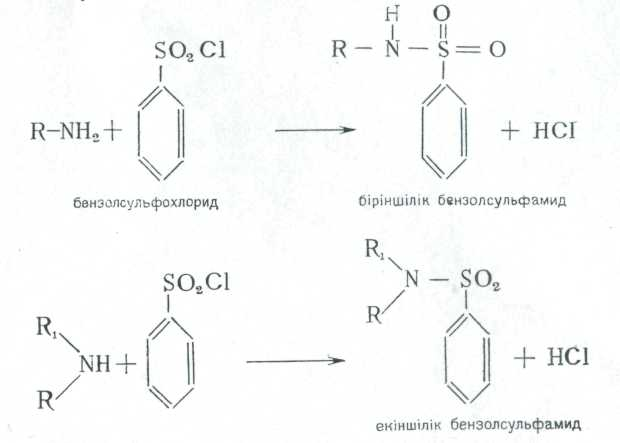 H O
SO₂Cl R – N – S = O
R–NH₂ + + HCl
бензолсульфохлорид біріншілік бензолсульфамид
R₁
SO₂Cl N – SO₂
R₁ R
NH + + HCl
R
екіншілік бензолсульфамид